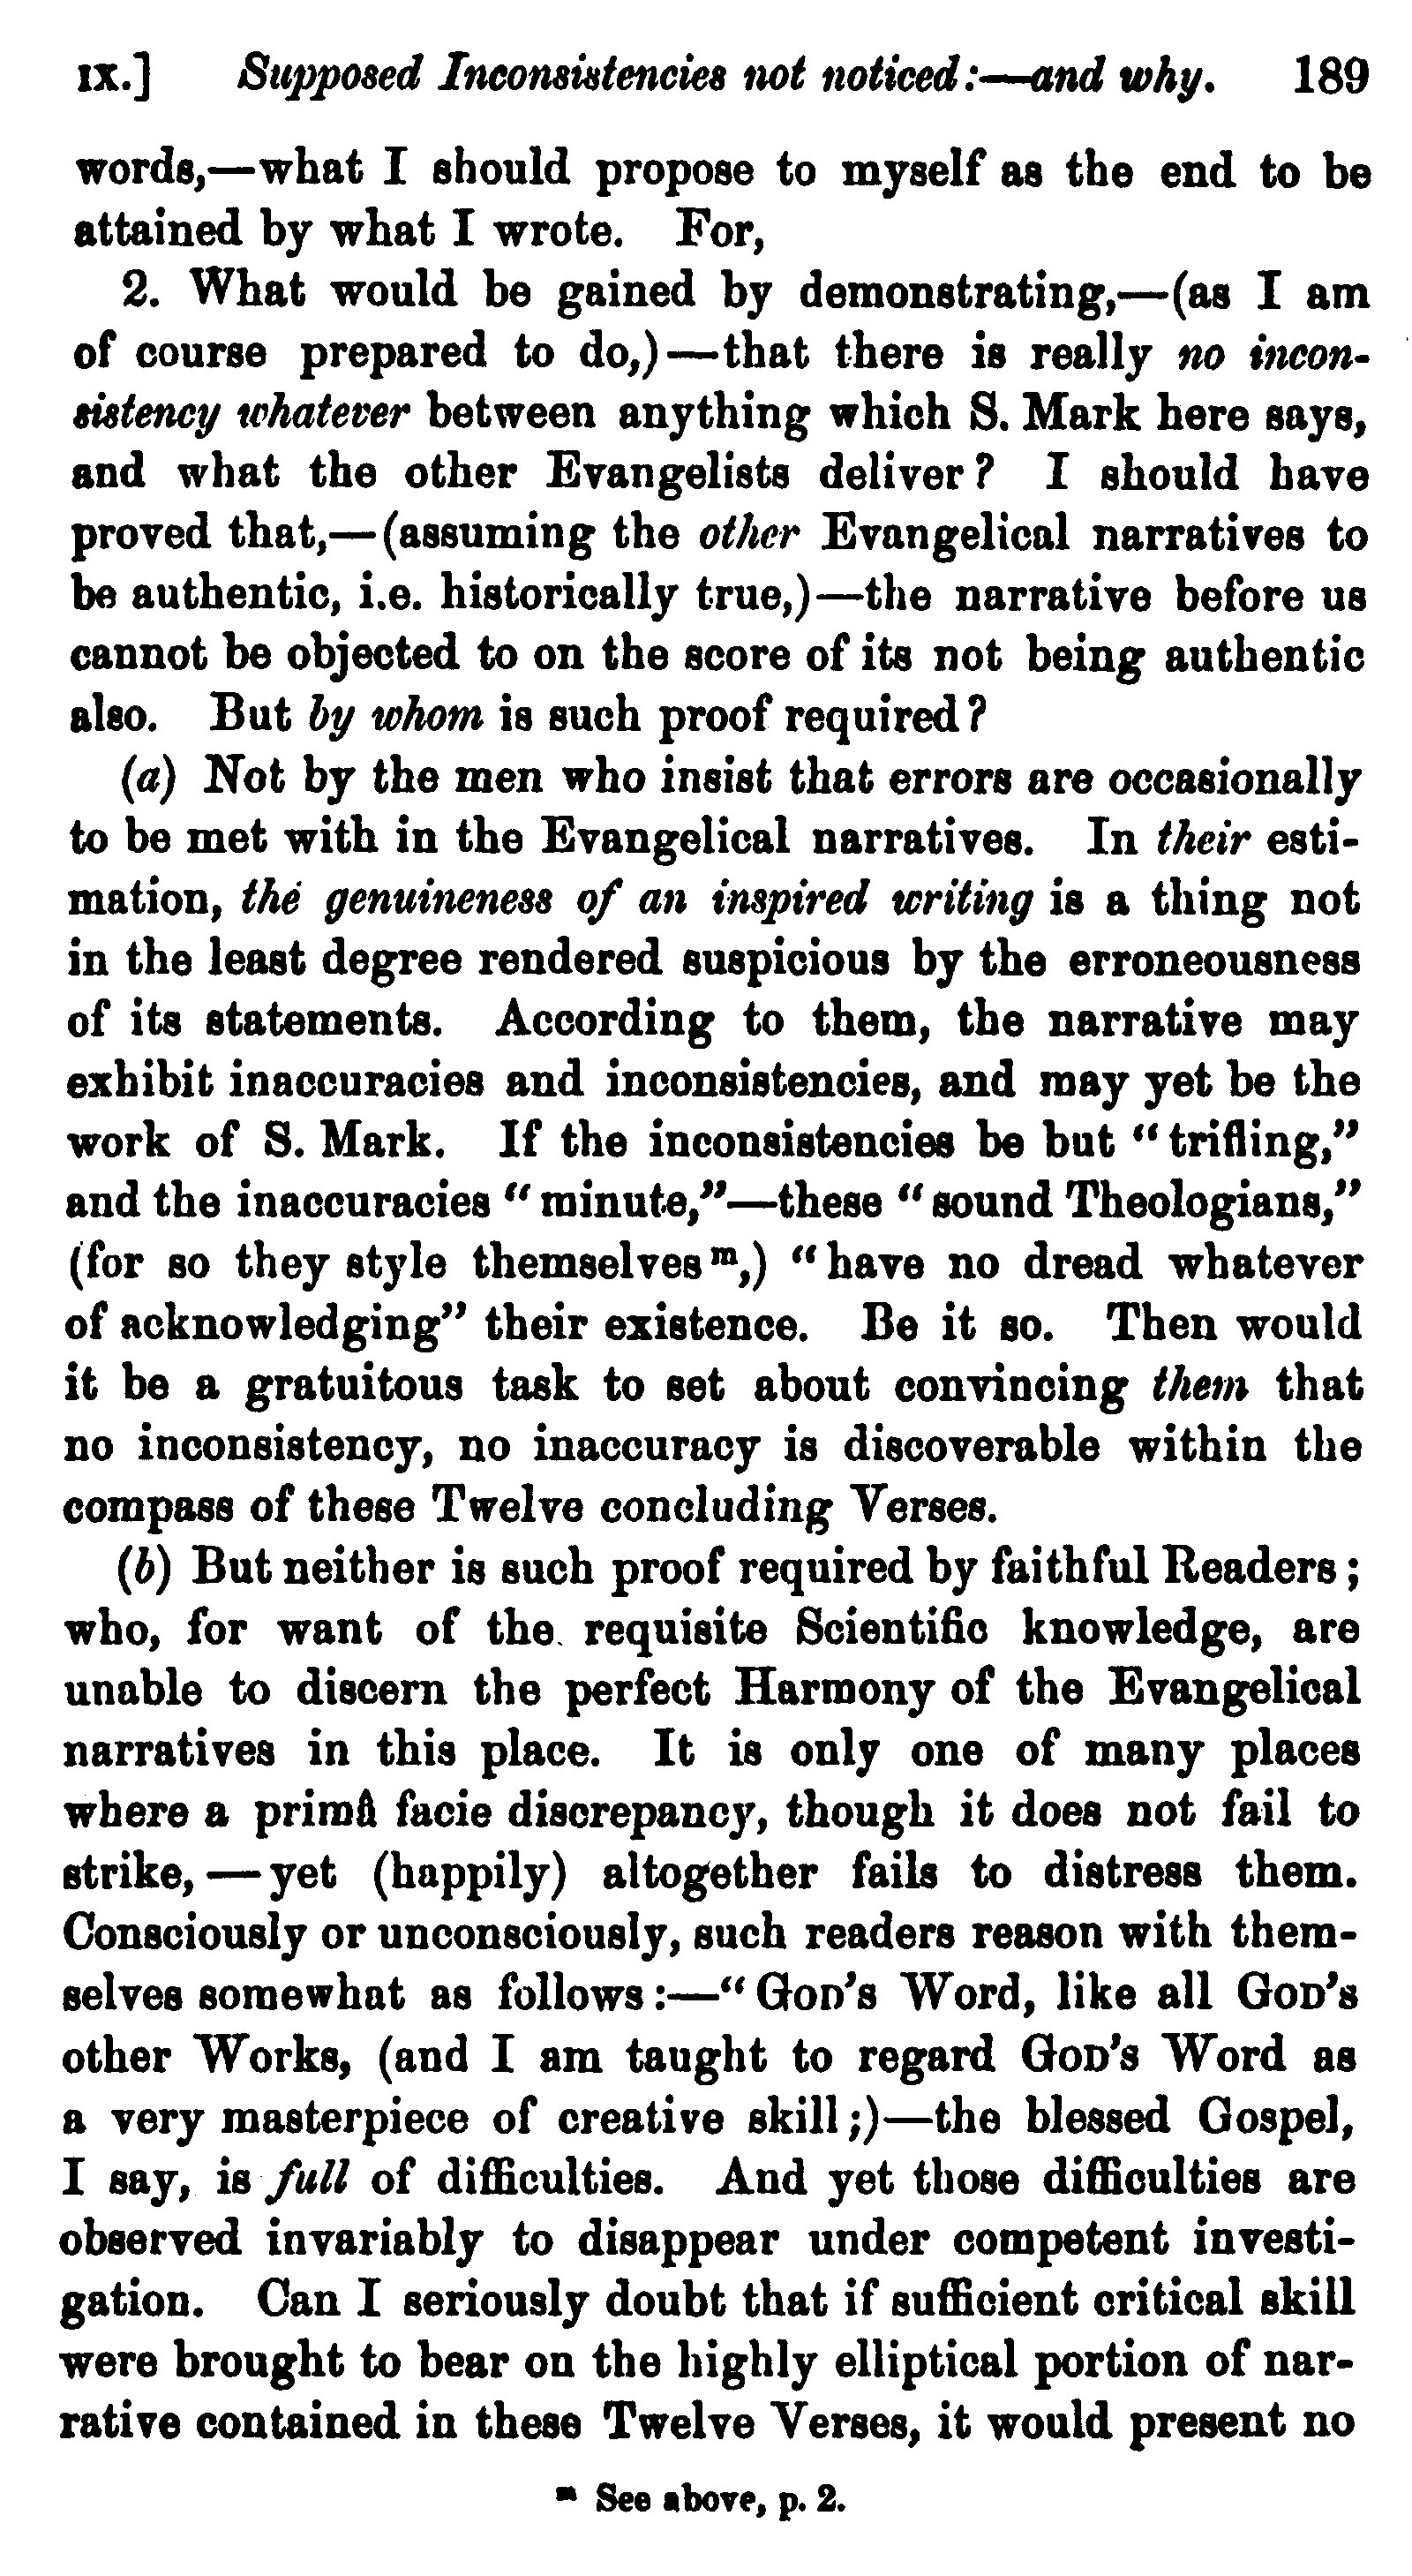 IX.] Supposed Inconsistencies not noticed:—and why. 189
words,—what I should propose to myself as the end to be
attained by what I wrote. For,
2. What would be gained by demonstrating,—(as I am
of course prepared to do,)—that there is really no incon-
sistency whatever between anything which S. Mark here says,
and what the other Evangelists deliver? I should have
proved that,—(assuming the other Evangelical narratives to
be authentic, i.e. historically true,)—the narrative before us
cannot be objected to on the score of its not being authentic
also. But by whom is such proof required?
(a) Not by the men who insist that errors are occasionally
to be met with in the Evangelical narratives. In their esti-
mation, the genuineness of an inspired writing is a thing not
in the least degree rendered suspicious by the erroneousness
of its statements. According to them, the narrative may
exhibit inaccuracies and inconsistencies, and may yet be the
work of S. Mark. If the inconsistencies be but "trifling,"
and the inaccuracies "minute,"—these "sound Theologians,"
(for so they style themselves ᵐ,) "have no dread whatever
of acknowledging" their existence. Be it so. Then would
it be a gratuitous task to set about convincing them that
no inconsistency, no inaccuracy is discoverable within the
compass of these Twelve concluding Verses.
(b) But neither is such proof required by faithful Readers;
who, for want of the requisite Scientific knowledge, are
unable to discern the perfect Harmony of the Evangelical
narratives in this place. It is only one of many places
where a primâ facie discrepancy, though it does not fail to
strike,—yet (happily) altogether fails to distress them.
Consciously or unconsciously, such readers reason with them-
selves somewhat as follows:—"GOD's Word, like all GOD's
other Works, (and I am taught to regard GOD's Word as
a very masterpiece of creative skill;)—the blessed Gospel,
I say, is full of difficulties. And yet those difficulties are
observed invariably to disappear under competent investi-
gation. Can I seriously doubt that if sufficient critical skill
were brought to bear on the highly elliptical portion of nar-
rative contained in these Twelve Verses, it would present no
ᵐ See above, p. 2.